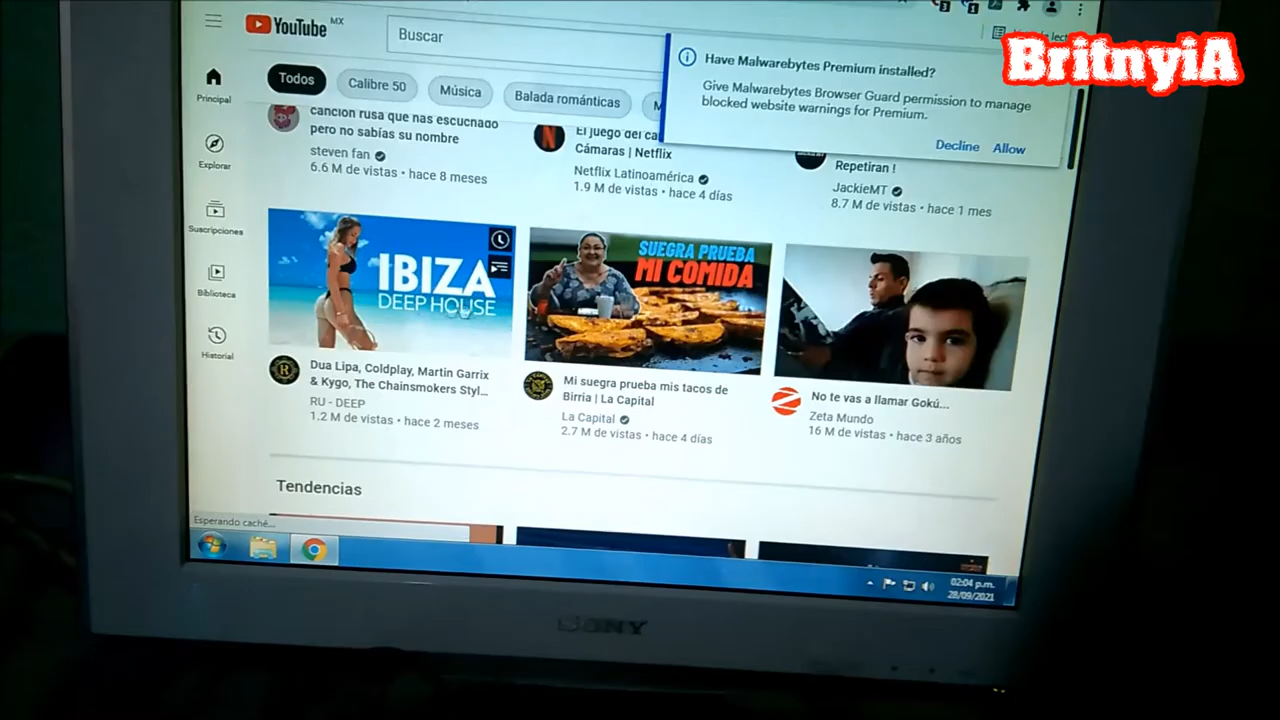 YouTube MX
Buscar
BritnyiA
Have Malwarebytes Premium installed?
Give Malwarebytes Browser Guard permission to manage
blocked website warnings for Premium.
Decline Allow
Todos
Calibre 50
Música
Balada románticas
Principal
Explorar
Suscripciones
Biblioteca
Historial
canción rusa que nas escuchado
pero no sabías su nombre
steven fan
6.6 M de vistas • hace 8 meses
El juego del
Cámaras | Netflix
Netflix Latinoamérica
1.9 M de vistas • hace 4 días
Repetiran !
JackieMT
8.7 M de vistas • hace 1 mes
IBIZA
DEEP HOUSE
SUEGRA PRUEBA
MI COMIDA
Dua Lipa, Coldplay, Martin Garrix
& Kygo, The Chainsmokers Styl...
RU - DEEP
1.2 M de vistas • hace 2 meses
Mi suegra prueba mis tacos de
Birria | La Capital
La Capital
2.7 M de vistas • hace 4 días
No te vas a llamar Gokú...
Zeta Mundo
16 M de vistas • hace 3 años
Tendencias
Esperando caché...
02:04 p.m.
28/09/2021
SONY